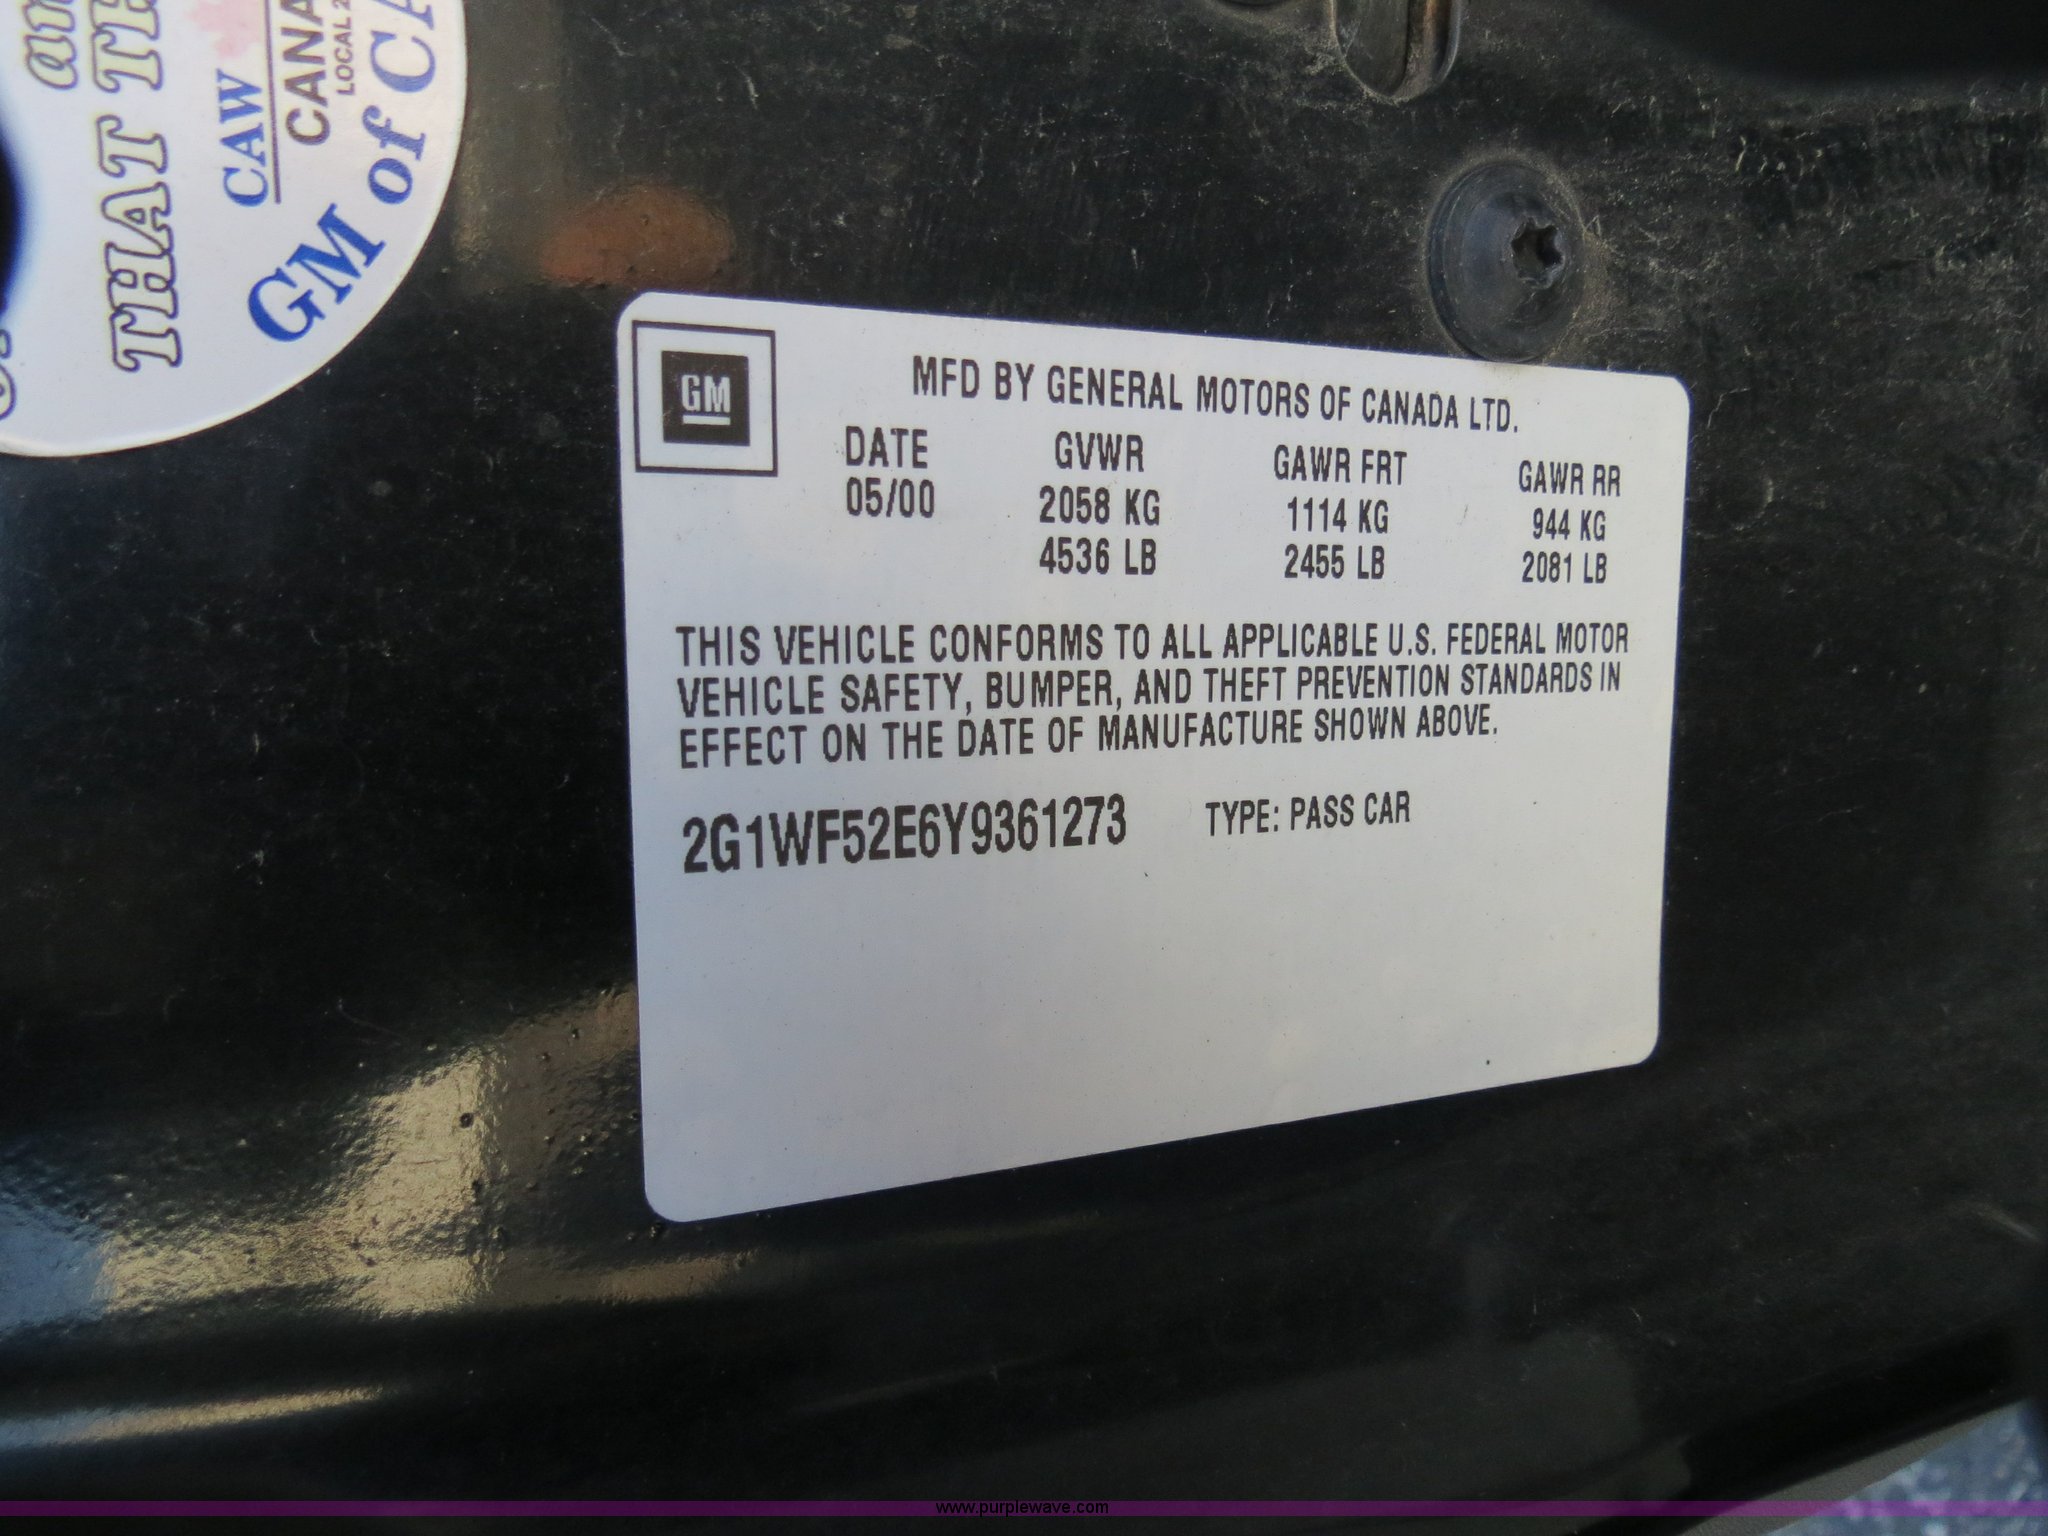 an
THAT TH
CAW
CANA
LOCAL 2
GM of CA
GM
MFD BY GENERAL MOTORS OF CANADA LTD.
DATE GVWR GAWR FRT GAWR RR
05/00 2058 KG 1114 KG 944 KG
4536 LB 2455 LB 2081 LB
THIS VEHICLE CONFORMS TO ALL APPLICABLE U.S. FEDERAL MOTOR
VEHICLE SAFETY, BUMPER, AND THEFT PREVENTION STANDARDS IN
EFFECT ON THE DATE OF MANUFACTURE SHOWN ABOVE.
2G1WF52E6Y9361273 TYPE: PASS CAR
www.purplewave.com